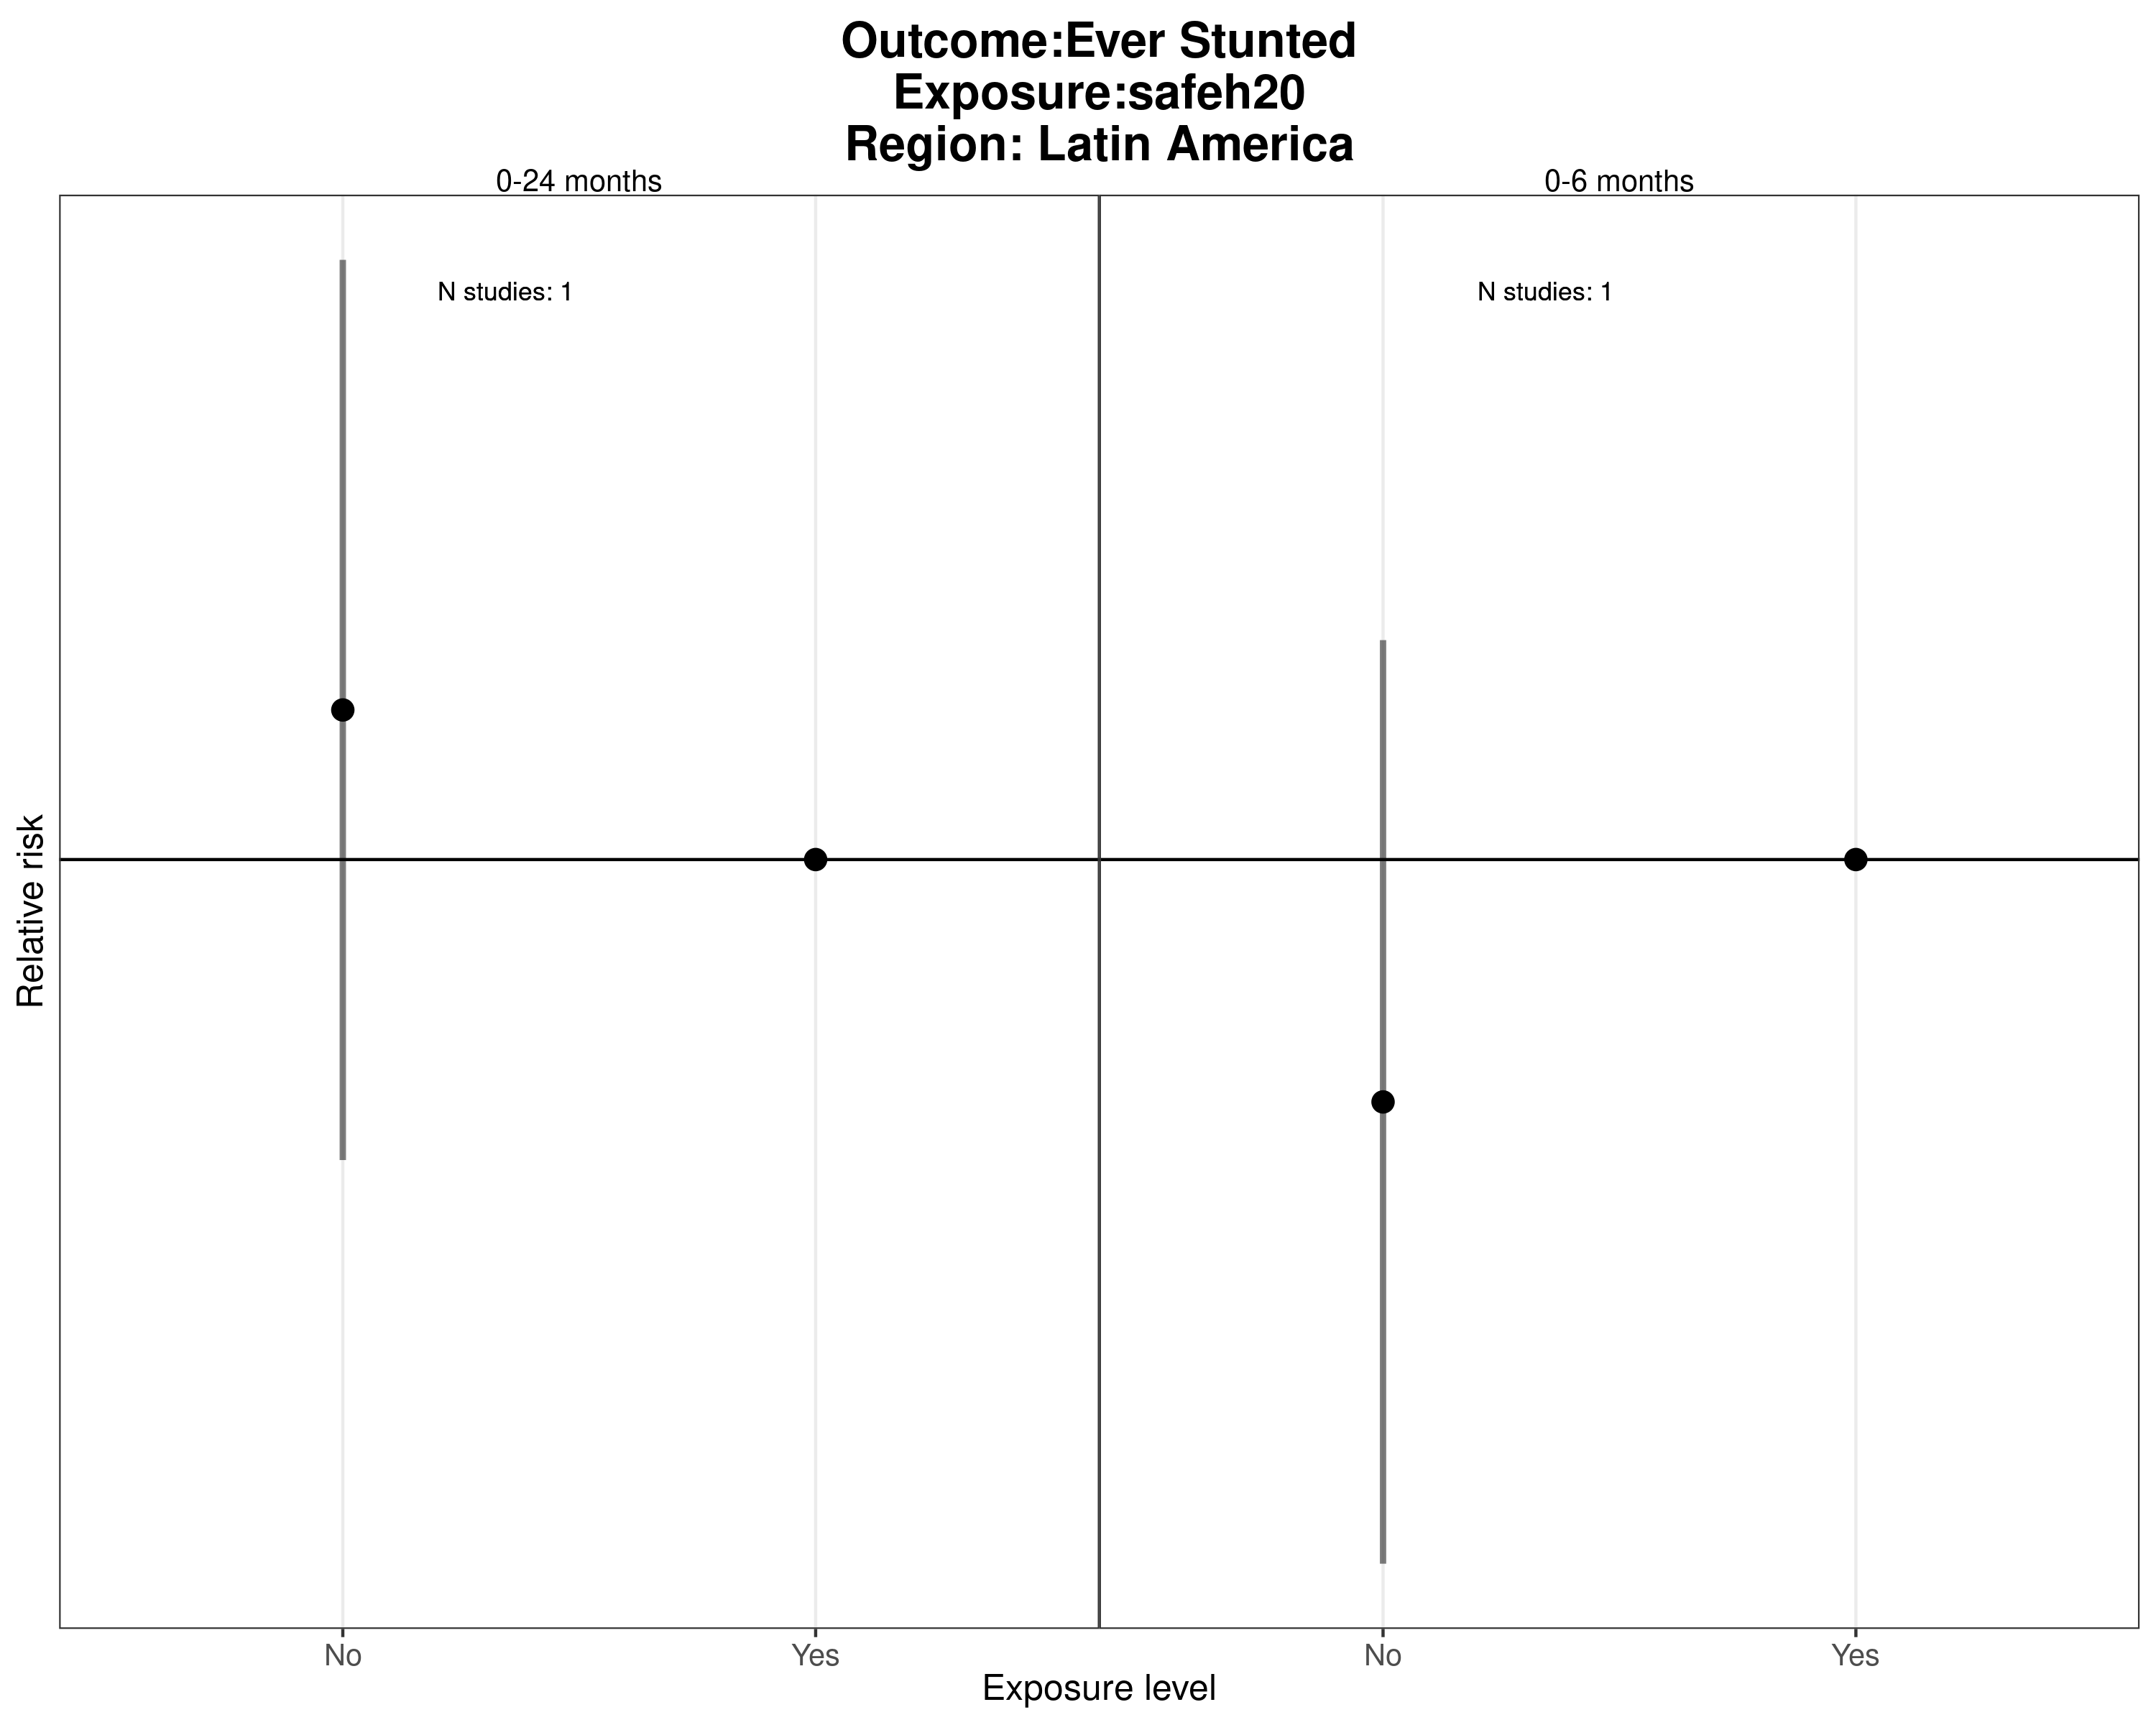 Outcome:Ever Stunted
Exposure:safeh20
Region: Latin America
0-24 months
0-6 months
N studies: 1
N studies: 1
Relative risk
No
Yes
No
Yes
Exposure level